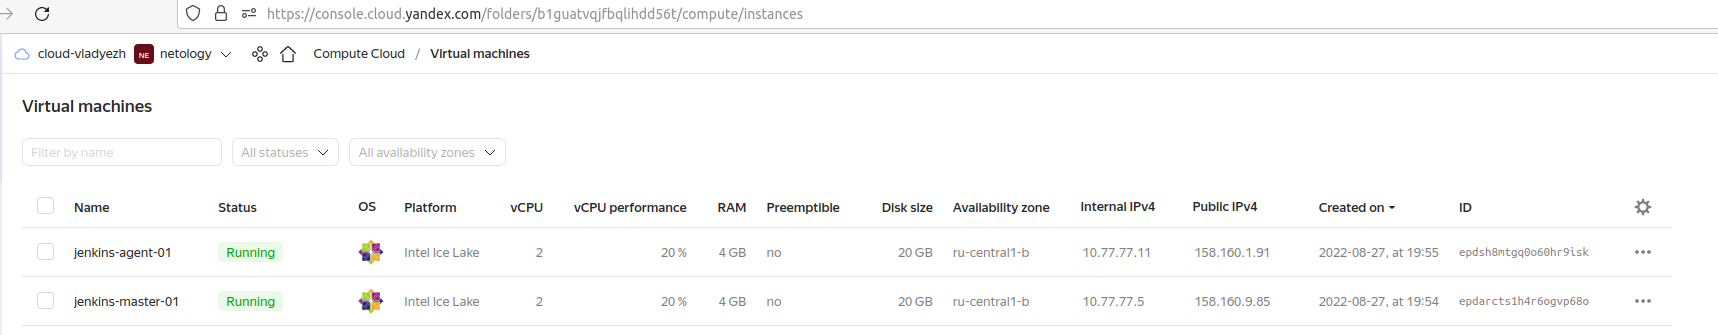 https://console.cloud.yandex.com/folders/b1guatvqjfbqlihdd56t/compute/instances
cloud-vladyezh NE netology Compute Cloud / Virtual machines
Virtual machines
Filter by name All statuses All availability zones
Name Status OS Platform vCPU vCPU performance RAM Preemptible Disk size Availability zone Internal IPv4 Public IPv4 Created on ID
jenkins-agent-01 Running Intel Ice Lake 2 20 % 4 GB no 20 GB ru-central1-b 10.77.77.11 158.160.1.91 2022-08-27, at 19:55 epdsh8mtgq0o60hr9isk
jenkins-master-01 Running Intel Ice Lake 2 20 % 4 GB no 20 GB ru-central1-b 10.77.77.5 158.160.9.85 2022-08-27, at 19:54 epdarcts1h4r6ogvp68o